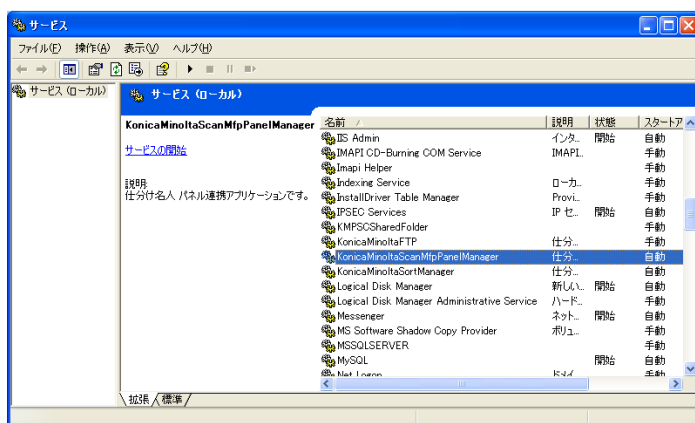 サービス
ファイル(F) 操作(A) 表示(V) ヘルプ(H)
サービス (ローカル)
サービス (ローカル)
KonicaMinoltaScanMfpPanelManager
サービスの開始
説明:
仕分け名人 パネル連携アプリケーションです。
名前 説明 状態 スタートア
IIS Admin インタ... 開始 自動
IMAPI CD-Burning COM Service IMAPI... 手動
Imapi Helper 手動
Indexing Service ローカ... 手動
InstallDriver Table Manager Provi... 手動
IPSEC Services IP セ... 開始 自動
KMPSCSharedFolder 手動
KonicaMinoltaFTP 仕分... 手動
KonicaMinoltaScanMfpPanelManager 仕分... 自動
KonicaMinoltaSortManager 仕分... 自動
Logical Disk Manager 新しい... 開始 自動
Logical Disk Manager Administrative Service ハード... 手動
Messenger ネット... 開始 自動
MS Software Shadow Copy Provider ボリュ... 手動
MSSQLSERVER 手動
MySQL 開始 自動
Net Logon ドメイ 手動
拡張 標準